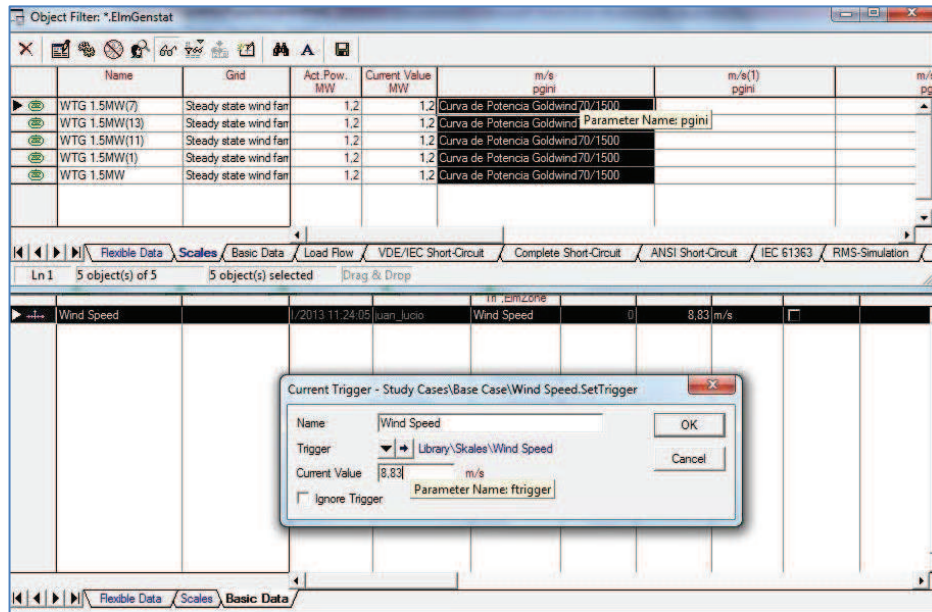 Object Filter: *.ElmGenstat
Name Grid Act.Pow. Current Value m/s m/s(1) m/s
MW MW pgini pgini pg
WTG 1.5MW(7) Steady state wind farr 1,2 1,2 Curva de Potencia Goldwind70/1500
WTG 1.5MW(13) Steady state wind farr 1,2 1,2 Curva de Potencia Goldwind Parameter Name: pgini
WTG 1.5MW(11) Steady state wind farr 1,2 1,2 Curva de Potencia Goldwind70/1500
WTG 1.5MW(1) Steady state wind farr 1,2 1,2 Curva de Potencia Goldwind70/1500
WTG 1.5MW Steady state wind farr 1,2 1,2 Curva de Potencia Goldwind70/1500
Flexible Data Scales Basic Data Load Flow VDE/IEC Short-Circuit Complete Short-Circuit ANSI Short-Circuit IEC 61363 RMS-Simulation
Ln 1 5 object(s) of 5 5 object(s) selected Drag & Drop
Wind Speed 1/2013 11:24:05 juan_lucio Wind Speed 0 8,83 m/s
Current Trigger - Study Cases\Base Case\Wind Speed.SetTrigger
Name Wind Speed OK
Trigger Library\Skales\Wind Speed
Cancel
Current Value 8,83 m/s
Parameter Name: ftrigger
Ignore Trigger
Flexible Data Scales Basic Data